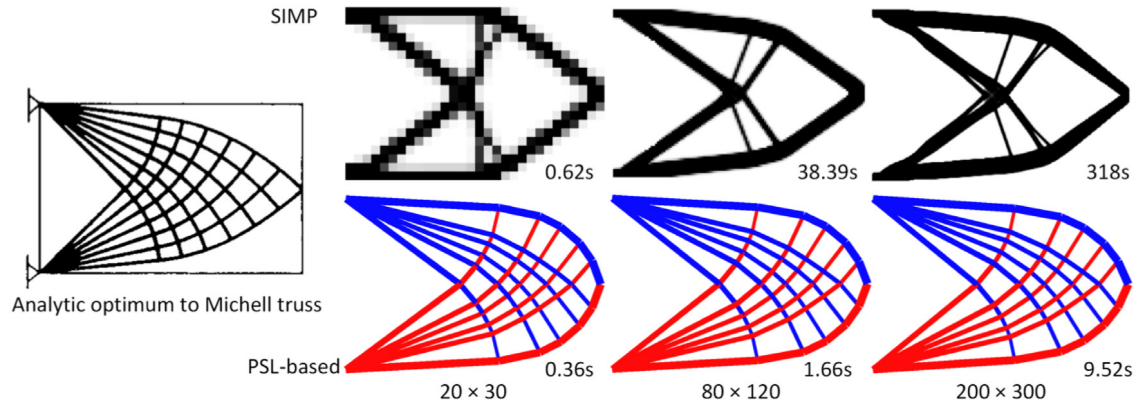 SIMP
0.62s
38.39s
318s
Analytic optimum to Michell truss
PSL-based
0.36s
1.66s
9.52s
20 × 30
80 × 120
200 × 300